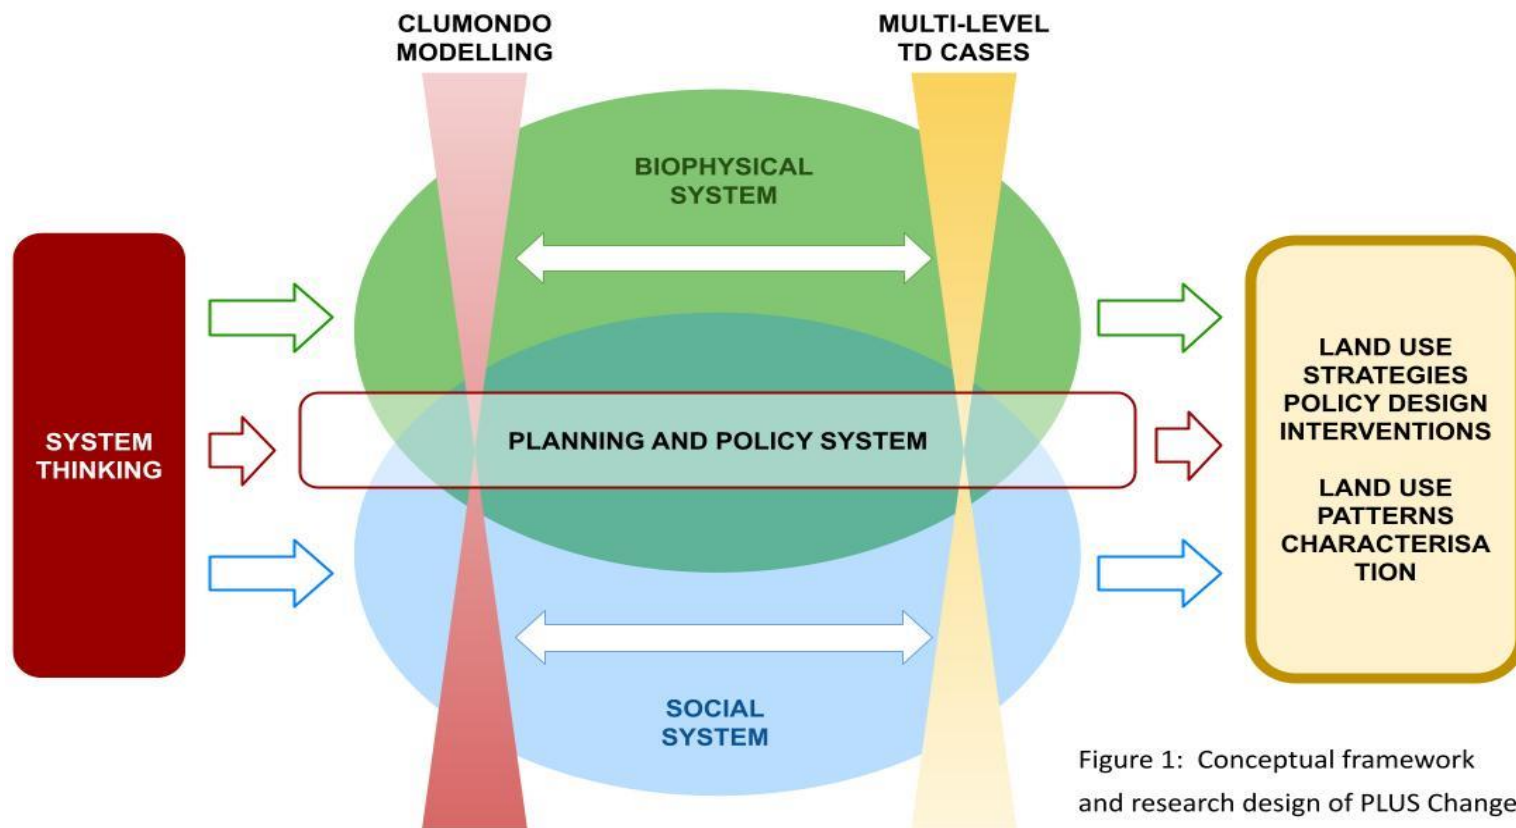 CLUMONDO
MODELLING
MULTI-LEVEL
TD CASES
BIOPHYSICAL
SYSTEM
SYSTEM
THINKING
PLANNING AND POLICY SYSTEM
LAND USE
STRATEGIES
POLICY DESIGN
INTERVENTIONS
LAND USE
PATTERNS
CHARACTERISA
TION
SOCIAL
SYSTEM
Figure 1: Conceptual framework
and research design of PLUS Change